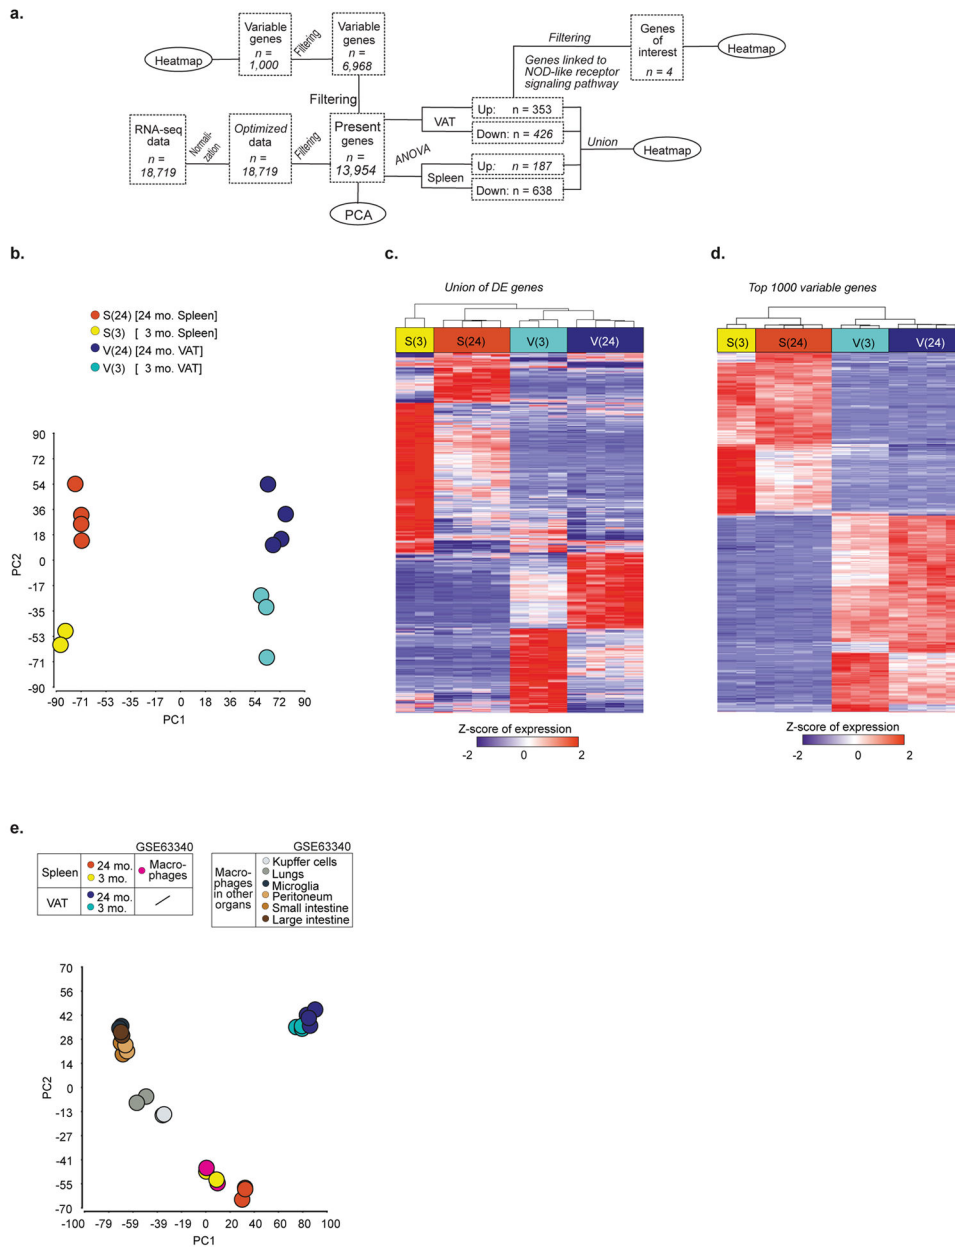 a.
Variable
genes
n =
1,000
Filtering
Variable
genes
n =
6,968
Heatmap
Filtering
Genes linked to
NOD-like receptor
signaling pathway
Genes
of
interest
n = 4
Heatmap
Filtering
RNA-seq
data
n =
18,719
Normali-
zation
Optimized
data
n =
18,719
Filtering
Present
genes
n =
13,954
ANOVA
VAT
Up: n = 353
Down: n = 426
Spleen
Up: n = 187
Down: n = 638
Union
Heatmap
PCA
b.
S(24) [24 mo. Spleen]
S(3) [ 3 mo. Spleen]
V(24) [24 mo. VAT]
V(3) [ 3 mo. VAT]
90
72
54
36
18
0
-17
-35
-53
-71
-90
PC2
-90 -71 -53 -35 -17 0 18 36 54 72 90
PC1
c.
Union of DE genes
S(3) S(24) V(3) V(24)
Z-score of expression
-2 0 2
d.
Top 1000 variable genes
S(3) S(24) V(3) V(24)
Z-score of expression
-2 0 2
e.
GSE63340
Spleen
24 mo.
3 mo.
Macro-
phages
VAT
24 mo.
3 mo.
GSE63340
Macro-
phages
in other
organs
Kupffer cells
Lungs
Microglia
Peritoneum
Small intestine
Large intestine
70
56
42
28
14
0
-13
-27
-41
-55
-70
PC2
-100 -79 -59 -39 -19 0 20 40 60 80 100
PC1